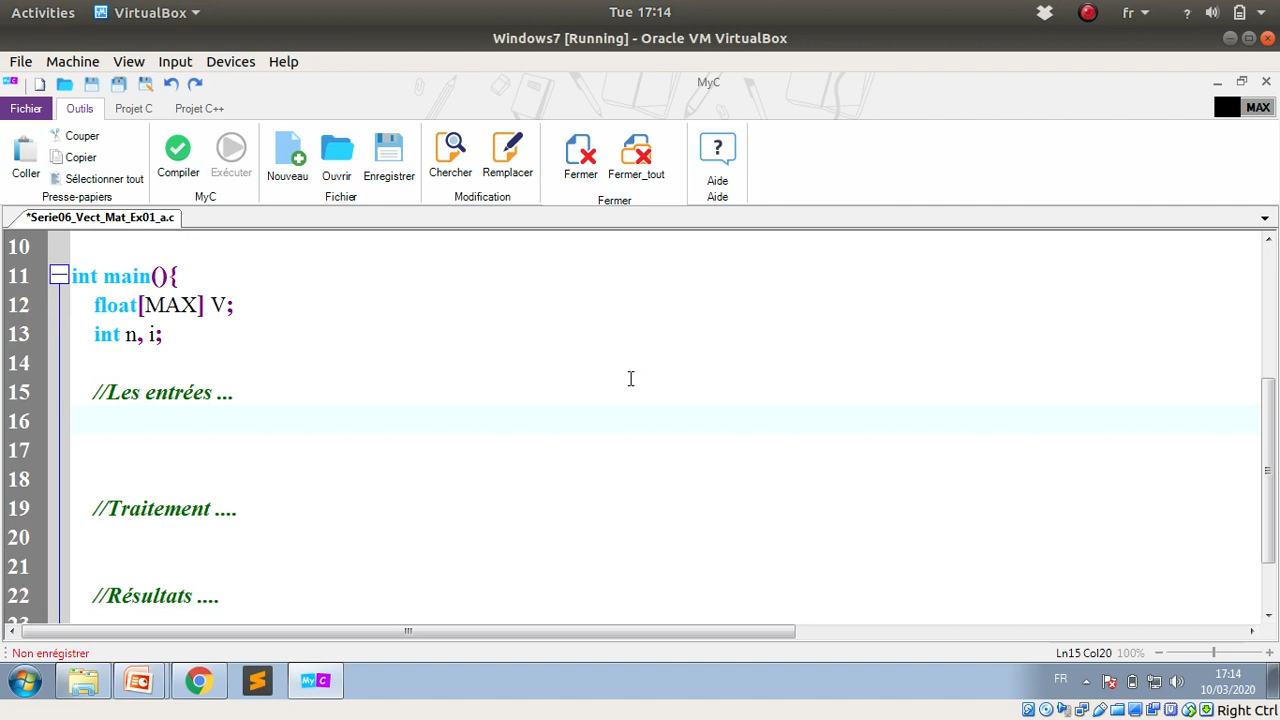 Activities VirtualBox Tue 17:14 fr ?
Windows7 [Running] - Oracle VM VirtualBox
File Machine View Input Devices Help
MyC
Fichier Outils Projet C Projet C++ MAX
Coller Couper Copier Sélectionner tout Compiler Exécuter Nouveau Ouvrir Enregistrer Chercher Remplacer Fermer Fermer_tout Aide
Presse-papiers MyC Fichier Modification Fermer Aide
*Serie06_Vect_Mat_Ex01_a.c
10
11 int main(){
12 float[MAX] V;
13 int n, i;
14
15 //Les entrées ...
16
17
18
19 //Traitement ....
20
21
22 //Résultats ....
23
Non enregistrer Ln15 Col20 100%
MyC FR 17:14
10/03/2020
Right Ctrl